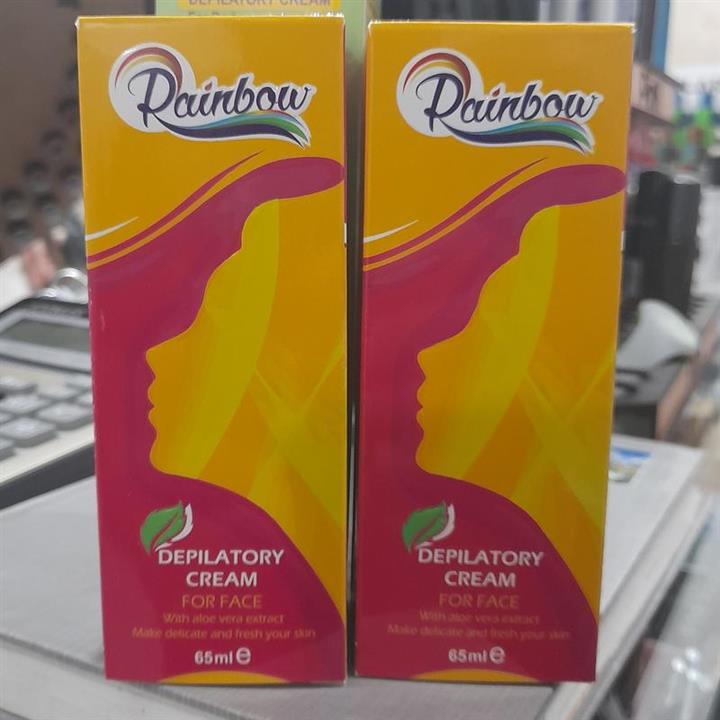 DEPILATORY CREAM
Rainbow
DEPILATORY
CREAM
FOR FACE
With aloe vera extract
Make delicate and fresh your skin
65ml e
Rainbow
DEPILATORY
CREAM
FOR FACE
With aloe vera extract
Make delicate and fresh your skin
65ml e